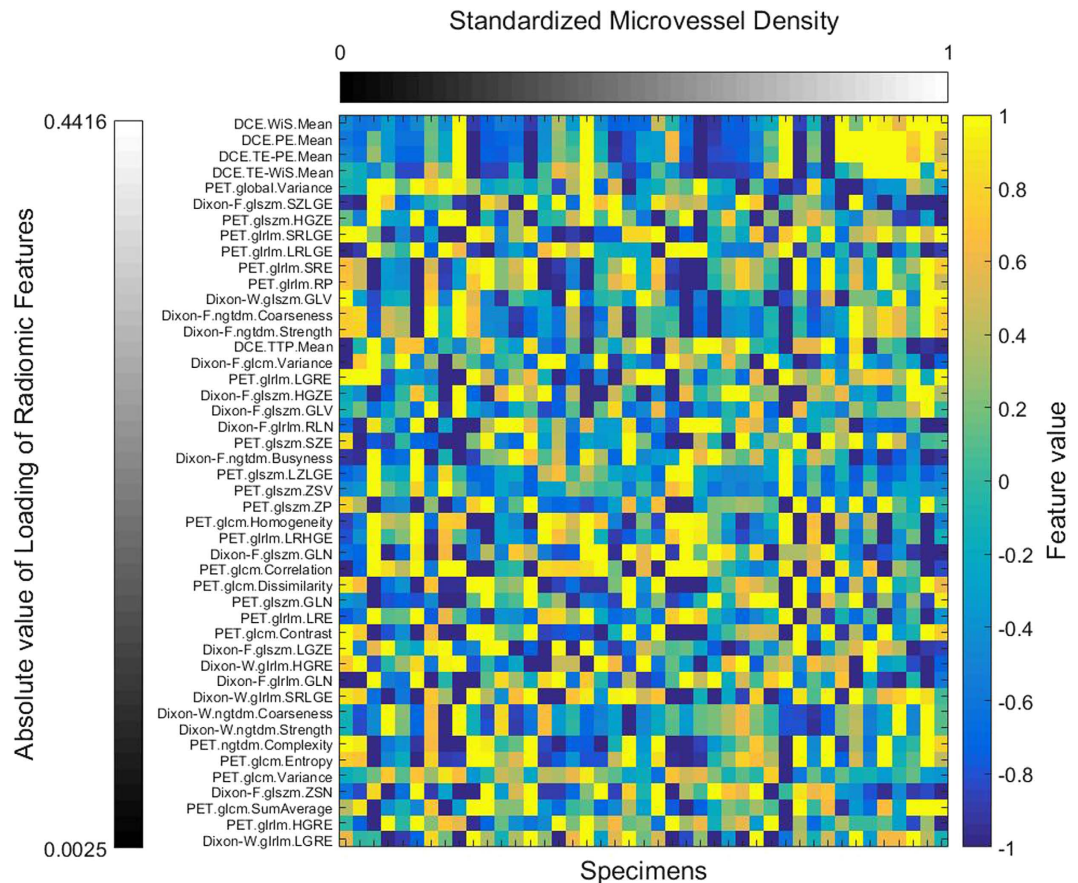 Standardized Microvessel Density
0 1
0.4416
Absolute value of Loading of Radiomic Features
0.0025
DCE.WiS.Mean
DCE.PE.Mean
DCE.TE-PE.Mean
DCE.TE-WiS.Mean
PET.global.Variance
Dixon-F.glszm.SZLGE
PET.glszm.HGZE
PET.glrlm.SRLGE
PET.glrlm.LRLGE
PET.glrlm.SRE
PET.glrlm.RP
Dixon-W.glszm.GLV
Dixon-F.ngtdm.Coarseness
Dixon-F.ngtdm.Strength
DCE.TTP.Mean
Dixon-F.glcm.Variance
PET.glrlm.LGRE
Dixon-F.glszm.HGZE
Dixon-F.glszm.GLV
Dixon-F.glrlm.RLN
PET.glszm.SZE
Dixon-F.ngtdm.Busyness
PET.glszm.LZLGE
PET.glszm.ZSV
PET.glszm.ZP
PET.glcm.Homogeneity
PET.glrlm.LRHGE
Dixon-F.glszm.GLN
PET.glcm.Correlation
PET.glcm.Dissimilarity
PET.glszm.GLN
PET.glrlm.LRE
PET.glcm.Contrast
Dixon-F.glszm.LGZE
Dixon-W.glrlm.HGRE
Dixon-F.glrlm.GLN
Dixon-W.glrlm.SRLGE
Dixon-W.ngtdm.Coarseness
Dixon-W.ngtdm.Strength
PET.ngtdm.Complexity
PET.glcm.Entropy
PET.glcm.Variance
Dixon-F.glszm.ZSN
PET.glcm.SumAverage
PET.glrlm.HGRE
Dixon-W.glrlm.LGRE
Specimens
1
0.8
0.6
0.4
0.2
0
-0.2
-0.4
-0.6
-0.8
-1
Feature value